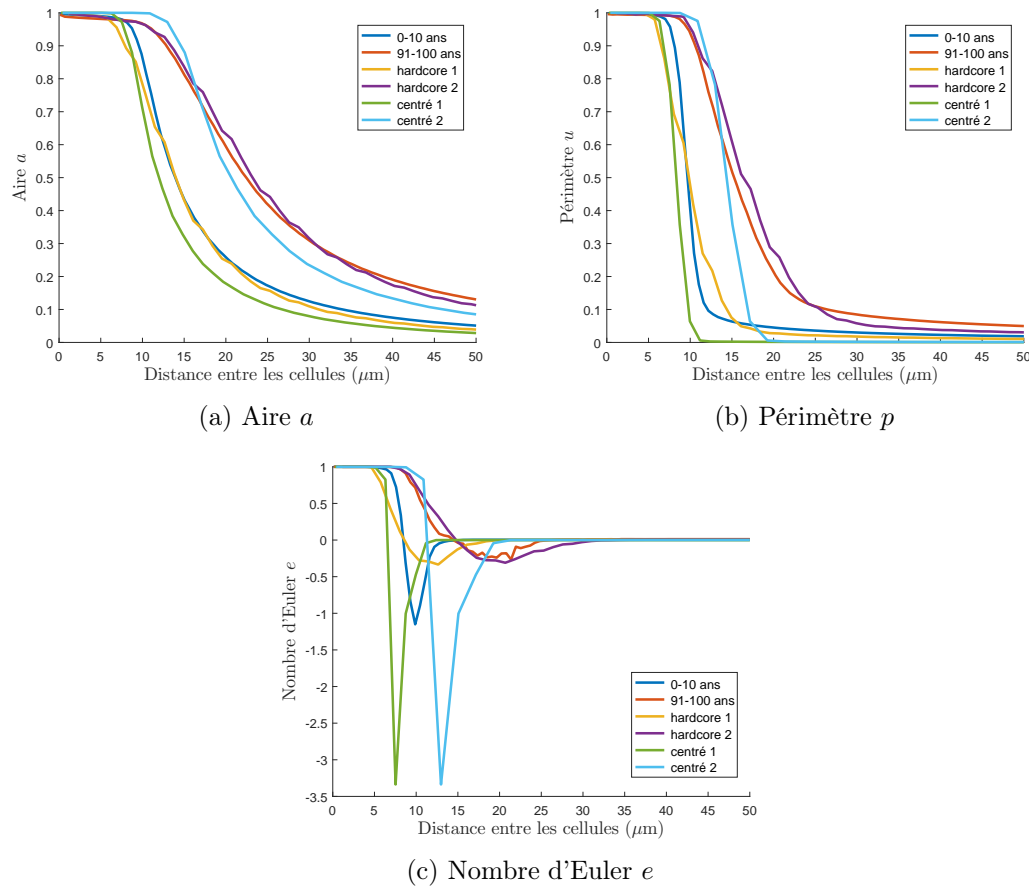 1
0.9
0.8
0.7
0.6
0.5
0.4
0.3
0.2
0.1
0
Aire a
0 5 10 15 20 25 30 35 40 45 50
Distance entre les cellules (μm)
0-10 ans
91-100 ans
hardcore 1
hardcore 2
centré 1
centré 2
(a) Aire a
1
0.9
0.8
0.7
0.6
0.5
0.4
0.3
0.2
0.1
0
Périmètre u
0 5 10 15 20 25 30 35 40 45 50
Distance entre les cellules (μm)
0-10 ans
91-100 ans
hardcore 1
hardcore 2
centré 1
centré 2
(b) Périmètre p
1
0.5
0
-0.5
-1
-1.5
-2
-2.5
-3
-3.5
Nombre d'Euler e
0 5 10 15 20 25 30 35 40 45 50
Distance entre les cellules (μm)
0-10 ans
91-100 ans
hardcore 1
hardcore 2
centré 1
centré 2
(c) Nombre d'Euler e